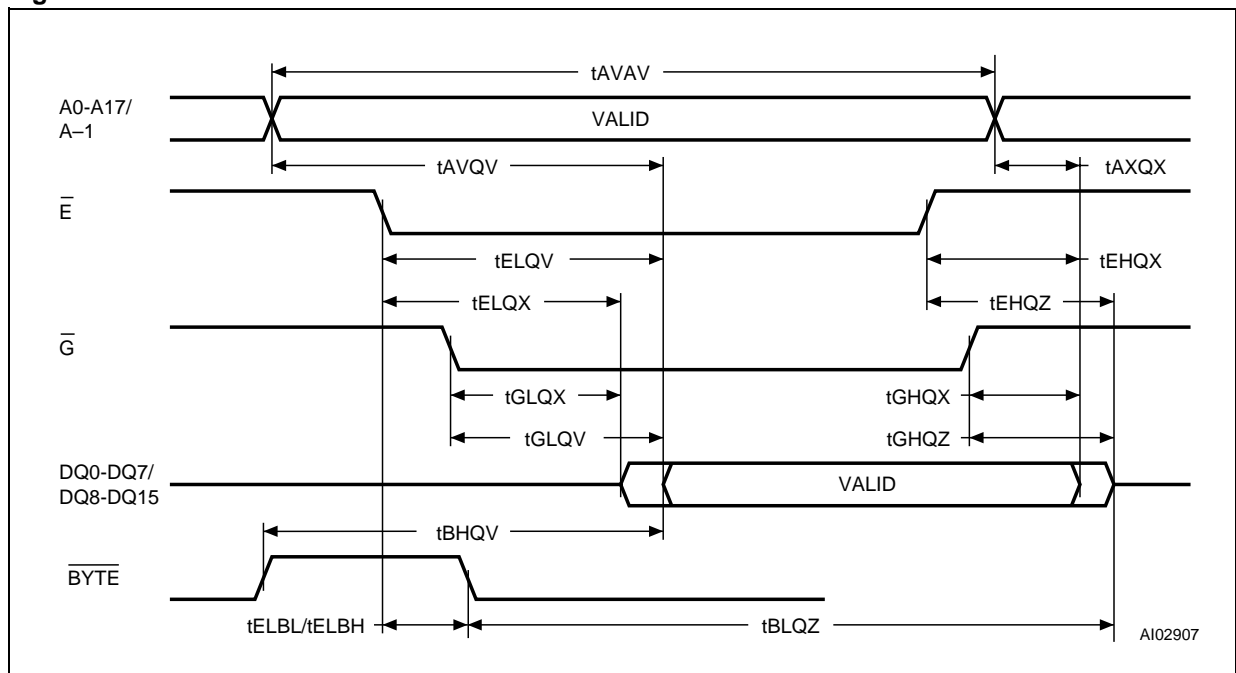 tAVAV
A0-A17/
A–1
VALID
tAVQV
tAXQX
E
tELQV
tEHQX
tELQX
tEHQZ
G
tGLQX
tGHQX
tGLQV
tGHQZ
DQ0-DQ7/
DQ8-DQ15
VALID
tBHQV
BYTE
tELBL/tELBH
tBLQZ
AI02907